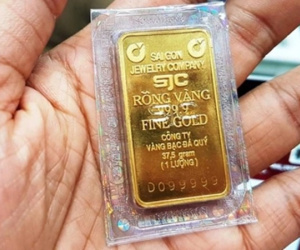 SAIGON
JEWELRY COMPANY
SJC
RỒNG VÀNG
999.9
FINE GOLD
CÔNG TY
VÀNG BẠC ĐÁ QUÝ
37,5 gram
(1 LƯỢNG)
D099999